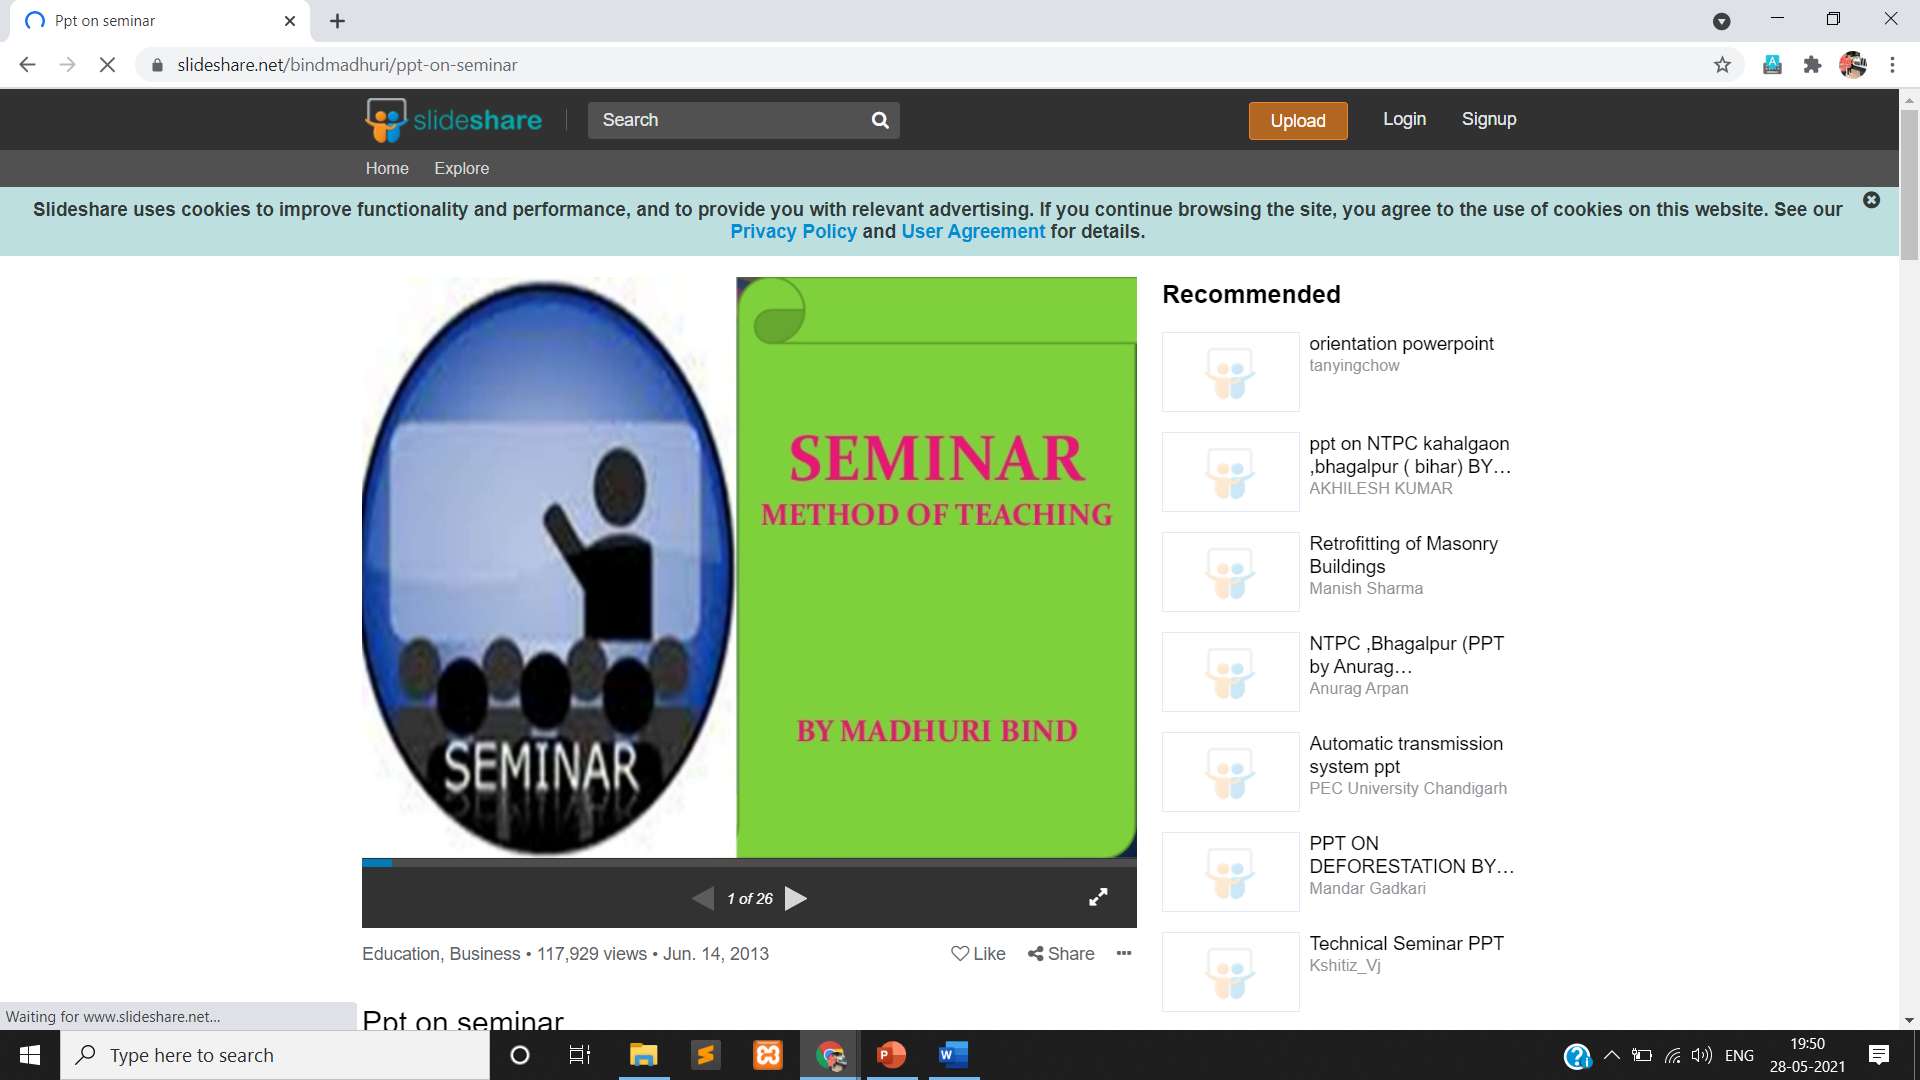 Ppt on seminar
slideshare.net/bindmadhuri/ppt-on-seminar
slideshare
Search
Upload
Login
Signup
Home
Explore
Slideshare uses cookies to improve functionality and performance, and to provide you with relevant advertising. If you continue browsing the site, you agree to the use of cookies on this website. See our
Privacy Policy and User Agreement for details.
SEMINAR
SEMINAR
METHOD OF TEACHING
BY MADHURI BIND
1 of 26
Education, Business • 117,929 views • Jun. 14, 2013
Like
Share
Ppt on seminar
Recommended
orientation powerpoint
tanyingchow
ppt on NTPC kahalgaon
,bhagalpur ( bihar) BY…
AKHILESH KUMAR
Retrofitting of Masonry
Buildings
Manish Sharma
NTPC ,Bhagalpur (PPT
by Anurag…
Anurag Arpan
Automatic transmission
system ppt
PEC University Chandigarh
PPT ON
DEFORESTATION BY…
Mandar Gadkari
Technical Seminar PPT
Kshitiz_Vj
Waiting for www.slideshare.net...
Type here to search
ENG
19:50
28-05-2021